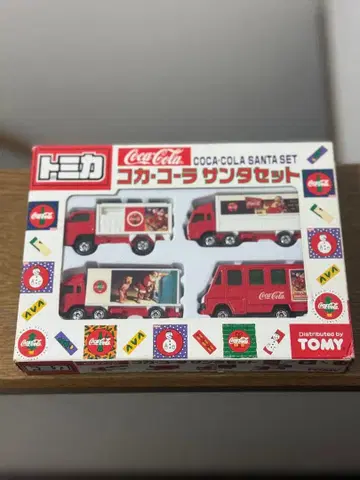 トミカ
Coca-Cola
COCA-COLA SANTA SET
コカ・コーラ サンタセット
Coca-Cola
Distributed by
TOMY